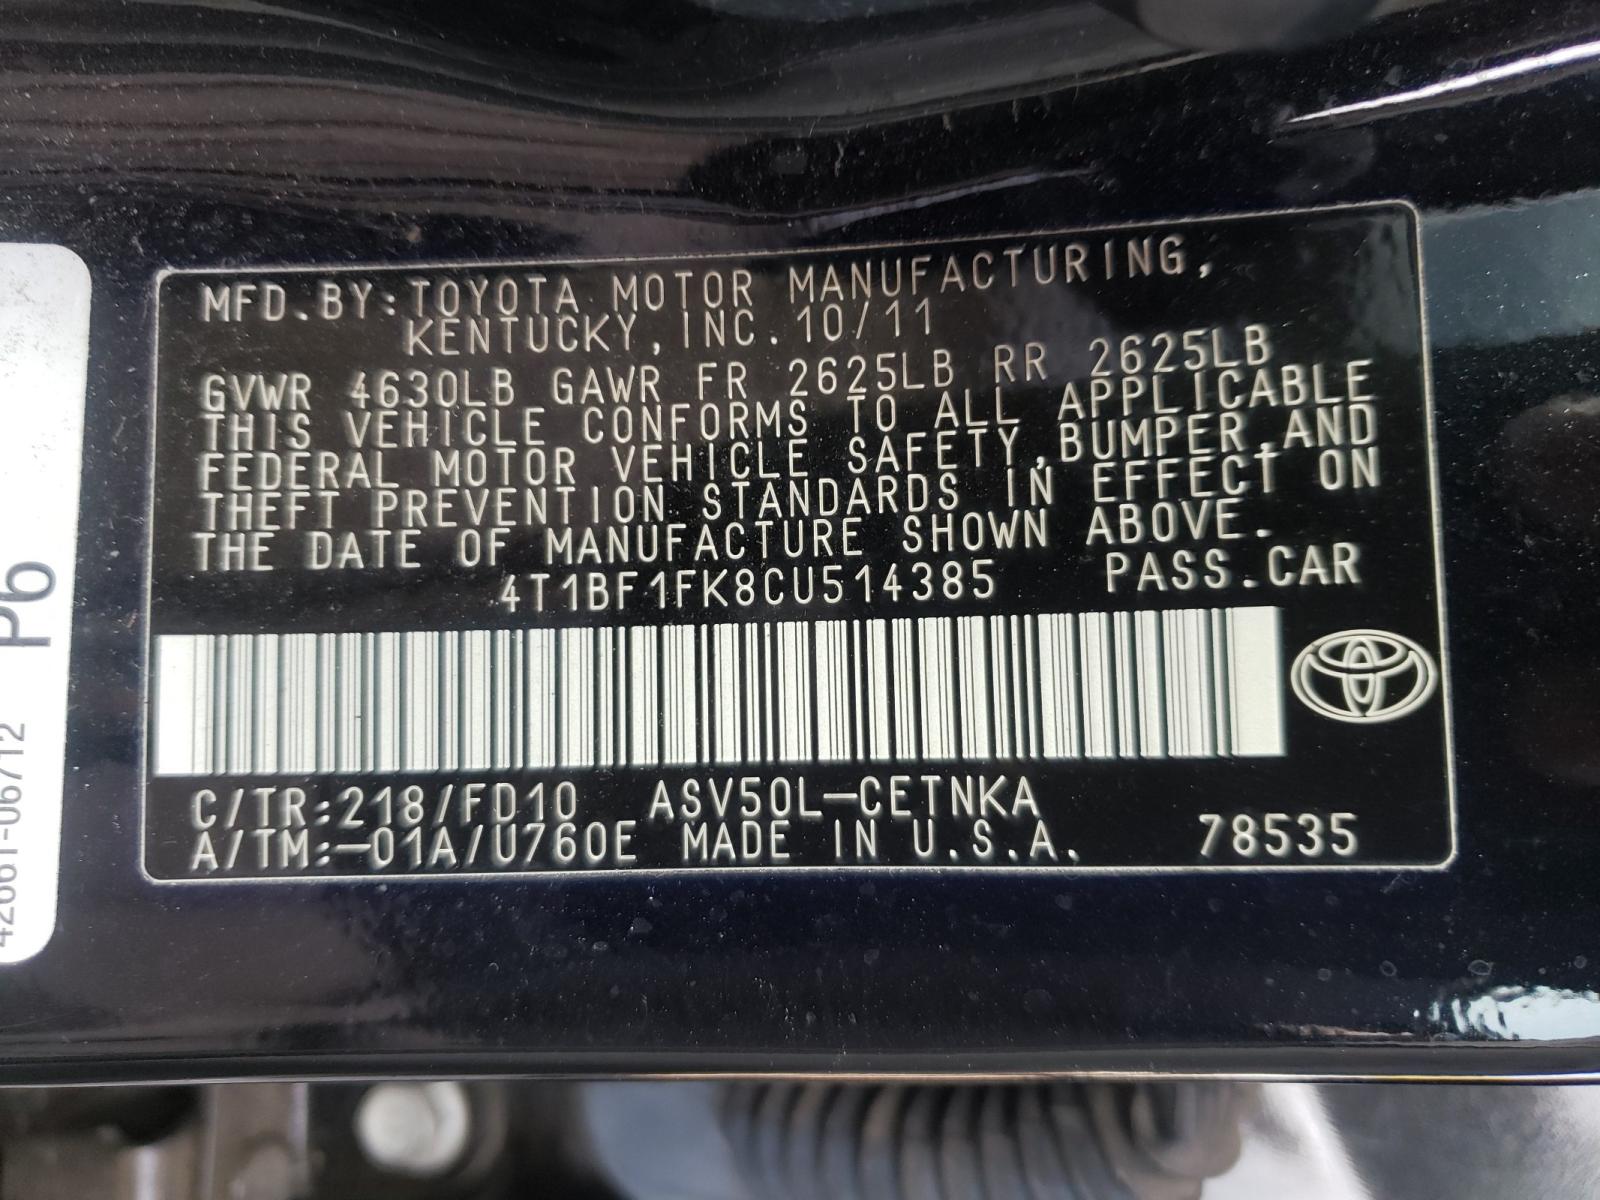 MFD.BY:TOYOTA MOTOR MANUFACTURING,
KENTUCKY,INC.10/11
GVWR 4630LB GAWR FR 2625LB RR 2625LB
THIS VEHICLE CONFORMS TO ALL APPLICABLE
FEDERAL MOTOR VEHICLE SAFETY,BUMPER,AND
THEFT PREVENTION STANDARDS IN EFFECT ON
THE DATE OF MANUFACTURE SHOWN ABOVE.
4T1BF1FK8CU514385 PASS.CAR
C/TR:218/FD10 ASV50L-CETNKA
A/TM:-01A/U760E MADE IN U.S.A. 78535
P6
42661-06712